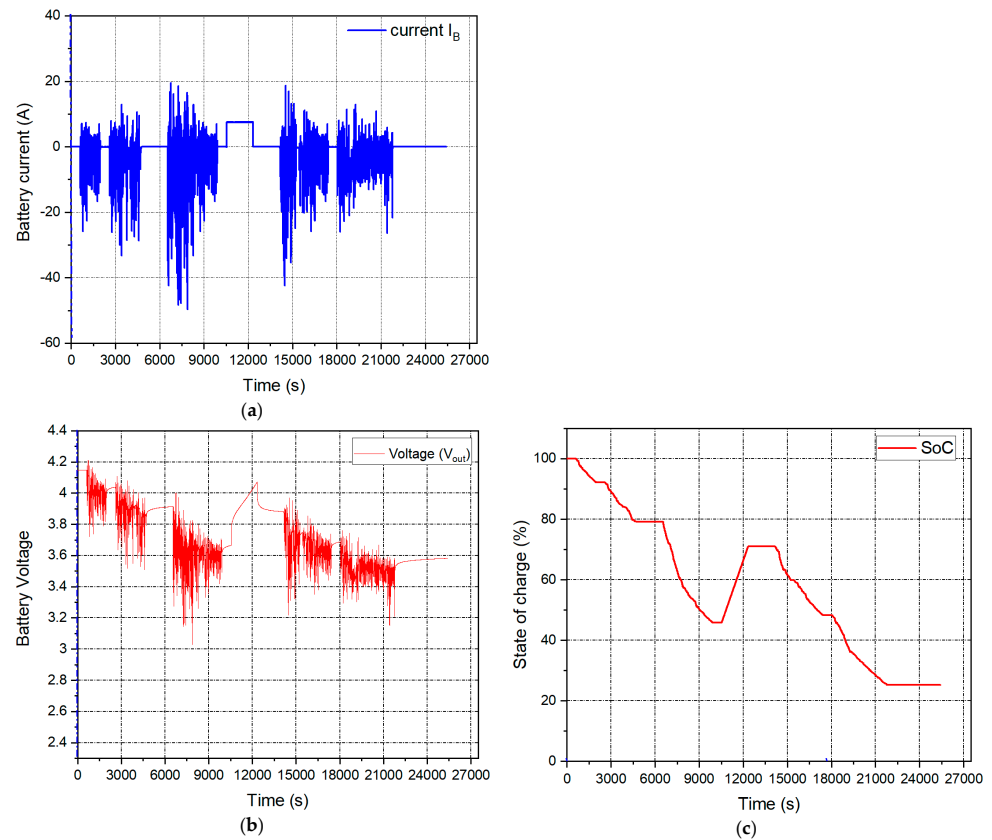 40
20
0
-20
-40
-60
Battery current (A)
current I_B
0 3000 6000 9000 12000 15000 18000 21000 24000 27000
Time (s)
(a)
4.4
4.2
4
3.8
3.6
3.4
3.2
3
2.8
2.6
2.4
Battery Voltage
Voltage (V_out)
0 3000 6000 9000 12000 15000 18000 21000 24000 27000
Time (s)
(b)
100
80
60
40
20
0
State of charge (%)
SoC
0 3000 6000 9000 12000 15000 18000 21000 24000 27000
Time (s)
(c)